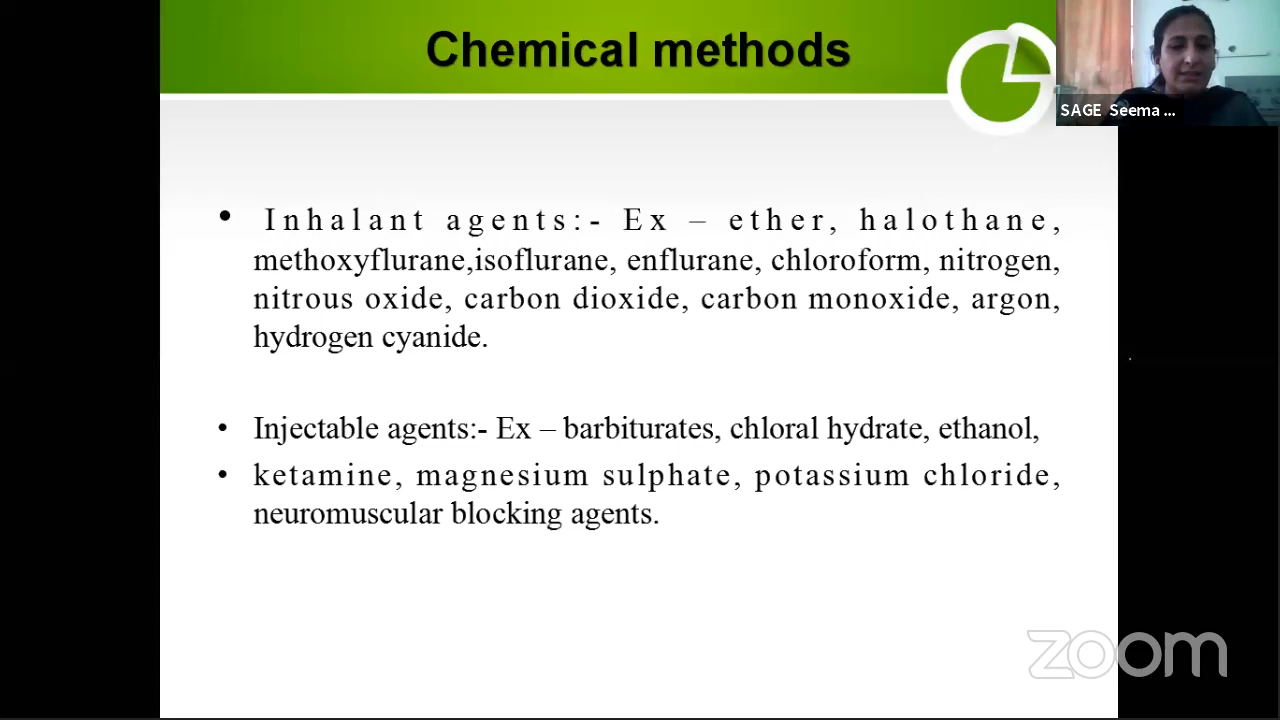 Chemical methods
SAGE Seema ...
• Inhalant agents:- Ex – ether, halothane,
methoxyflurane,isoflurane, enflurane, chloroform, nitrogen,
nitrous oxide, carbon dioxide, carbon monoxide, argon,
hydrogen cyanide.
• Injectable agents:- Ex – barbiturates, chloral hydrate, ethanol,
• ketamine, magnesium sulphate, potassium chloride,
neuromuscular blocking agents.
zoom